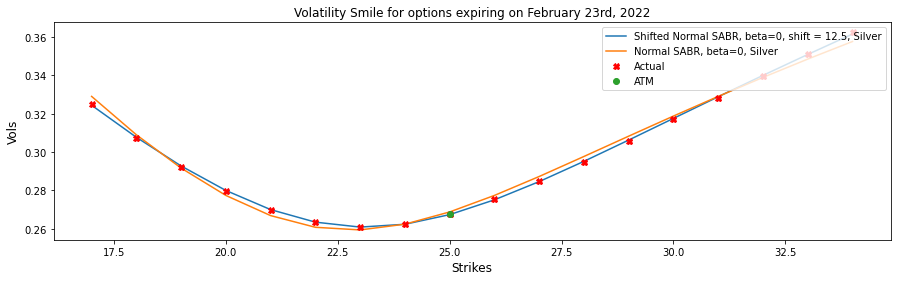 Volatility Smile for options expiring on February 23rd, 2022
Shifted Normal SABR, beta=0, shift = 12.5, Silver
Normal SABR, beta=0, Silver
Actual
ATM
Vols
0.36
0.34
0.32
0.30
0.28
0.26
17.5
20.0
22.5
25.0
27.5
30.0
32.5
Strikes